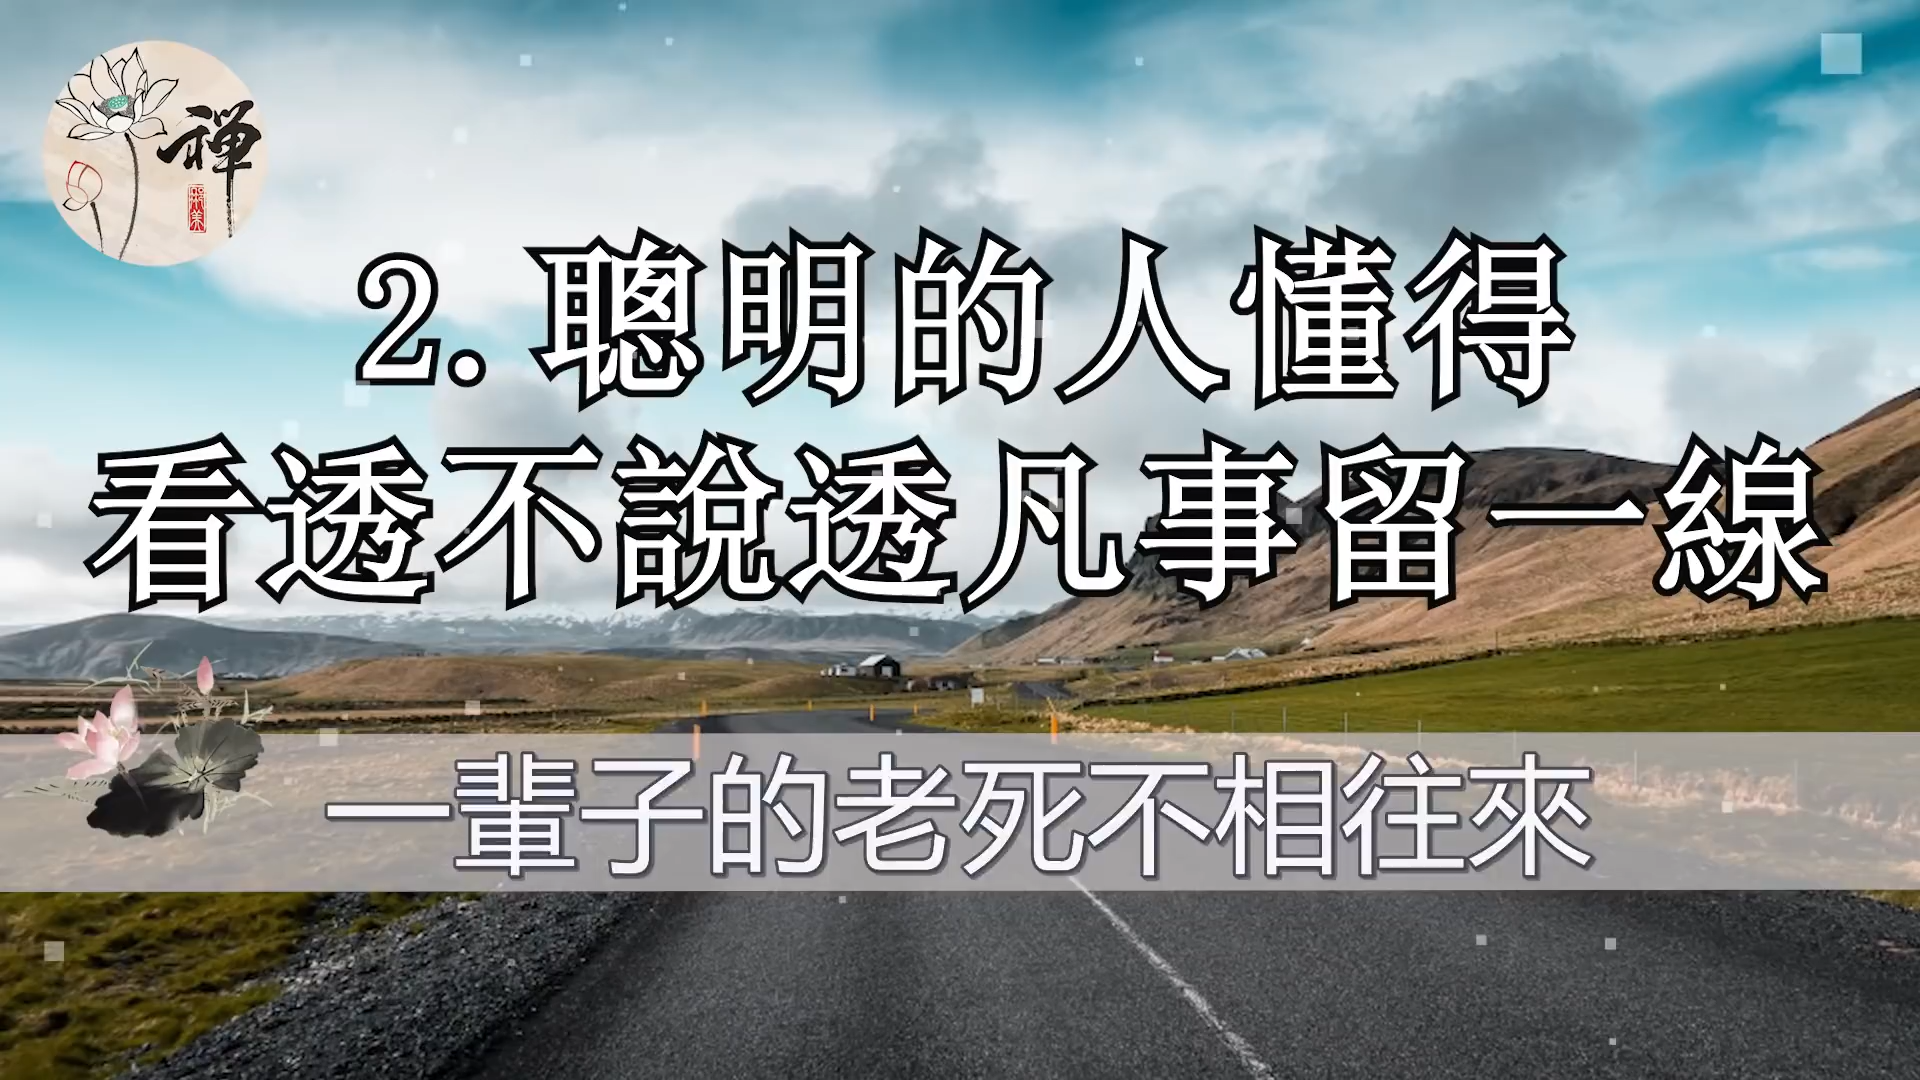 禅
2.聰明的人懂得
看透不說透凡事留一線
一輩子的老死不相往來